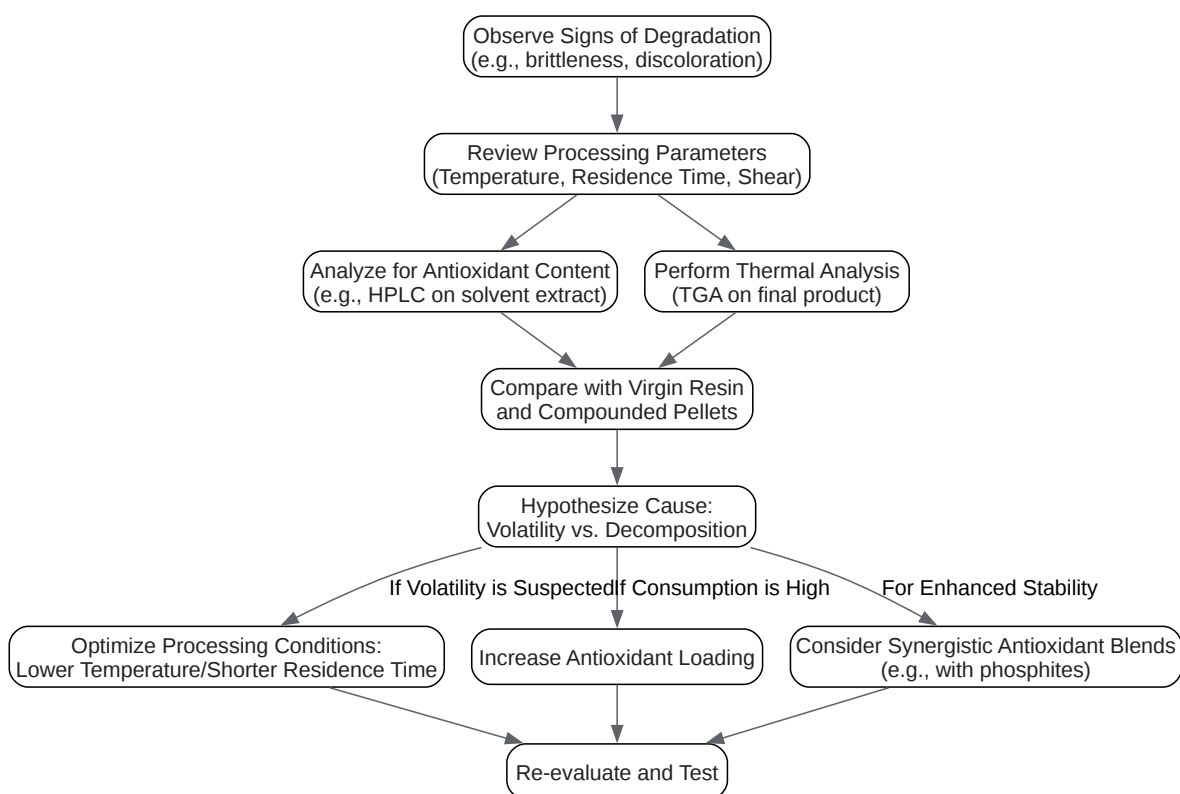 Observe Signs of Degradation
(e.g., brittleness, discoloration)
Review Processing Parameters
(Temperature, Residence Time, Shear)
Analyze for Antioxidant Content
(e.g., HPLC on solvent extract)
Perform Thermal Analysis
(TGA on final product)
Compare with Virgin Resin
and Compounded Pellets
Hypothesize Cause:
Volatility vs. Decomposition
If Volatility is Suspected
If Consumption is High
For Enhanced Stability
Optimize Processing Conditions:
Lower Temperature/Shorter Residence Time
Increase Antioxidant Loading
Consider Synergistic Antioxidant Blends
(e.g., with phosphites)
Re-evaluate and Test